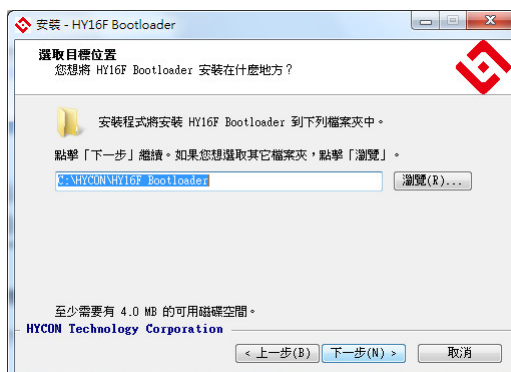 安裝 - HY16F Bootloader
選取目標位置
您想將 HY16F Bootloader 安裝在什麼地方？
安裝程式將安裝 HY16F Bootloader 到下列檔案夾中。
點擊「下一步」繼續。如果您想選取其它檔案夾，點擊「瀏覽」。
C:\HYCON\HY16F Bootloader
瀏覽(R)...
至少需要有 4.0 MB 的可用磁碟空間。
HYCON Technology Corporation
< 上一步(B) 下一步(N) > 取消